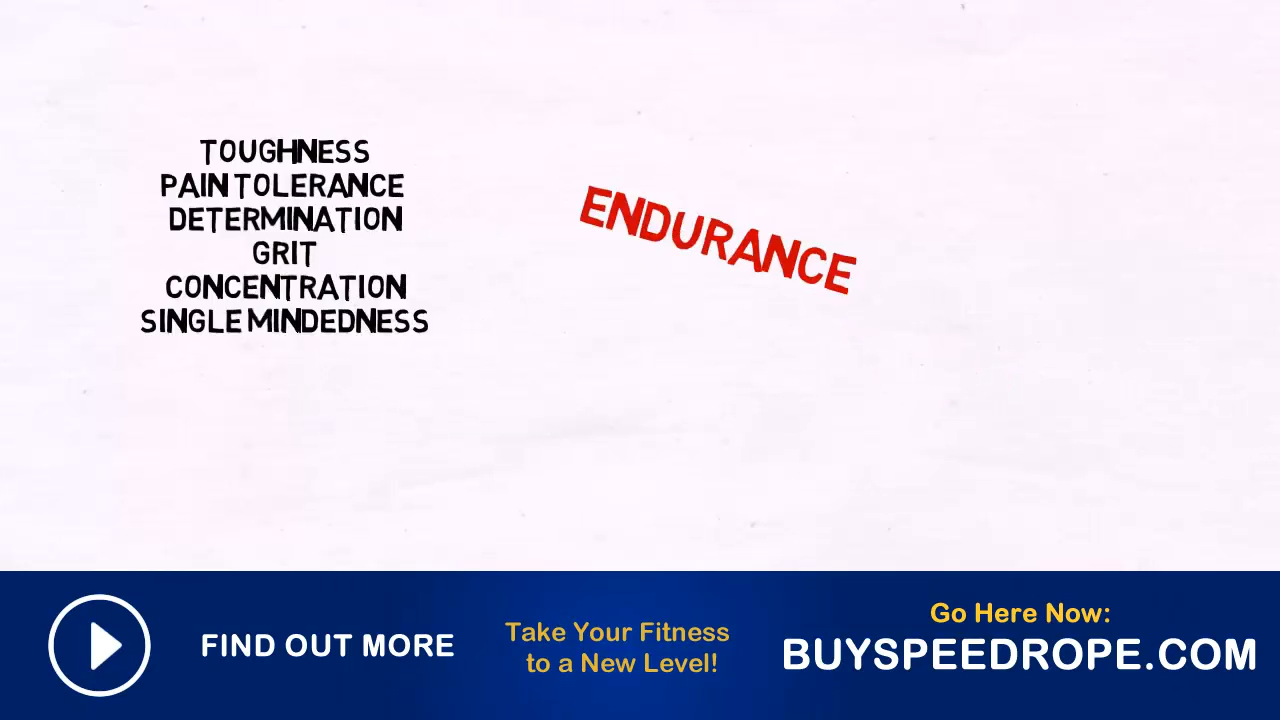 TOUGHNESS
PAIN TOLERANCE
DETERMINATION
GRIT
CONCENTRATION
SINGLE MINDEDNESS
ENDURANCE
FIND OUT MORE
Take Your Fitness
to a New Level!
Go Here Now:
BUYSPEEDROPE.COM